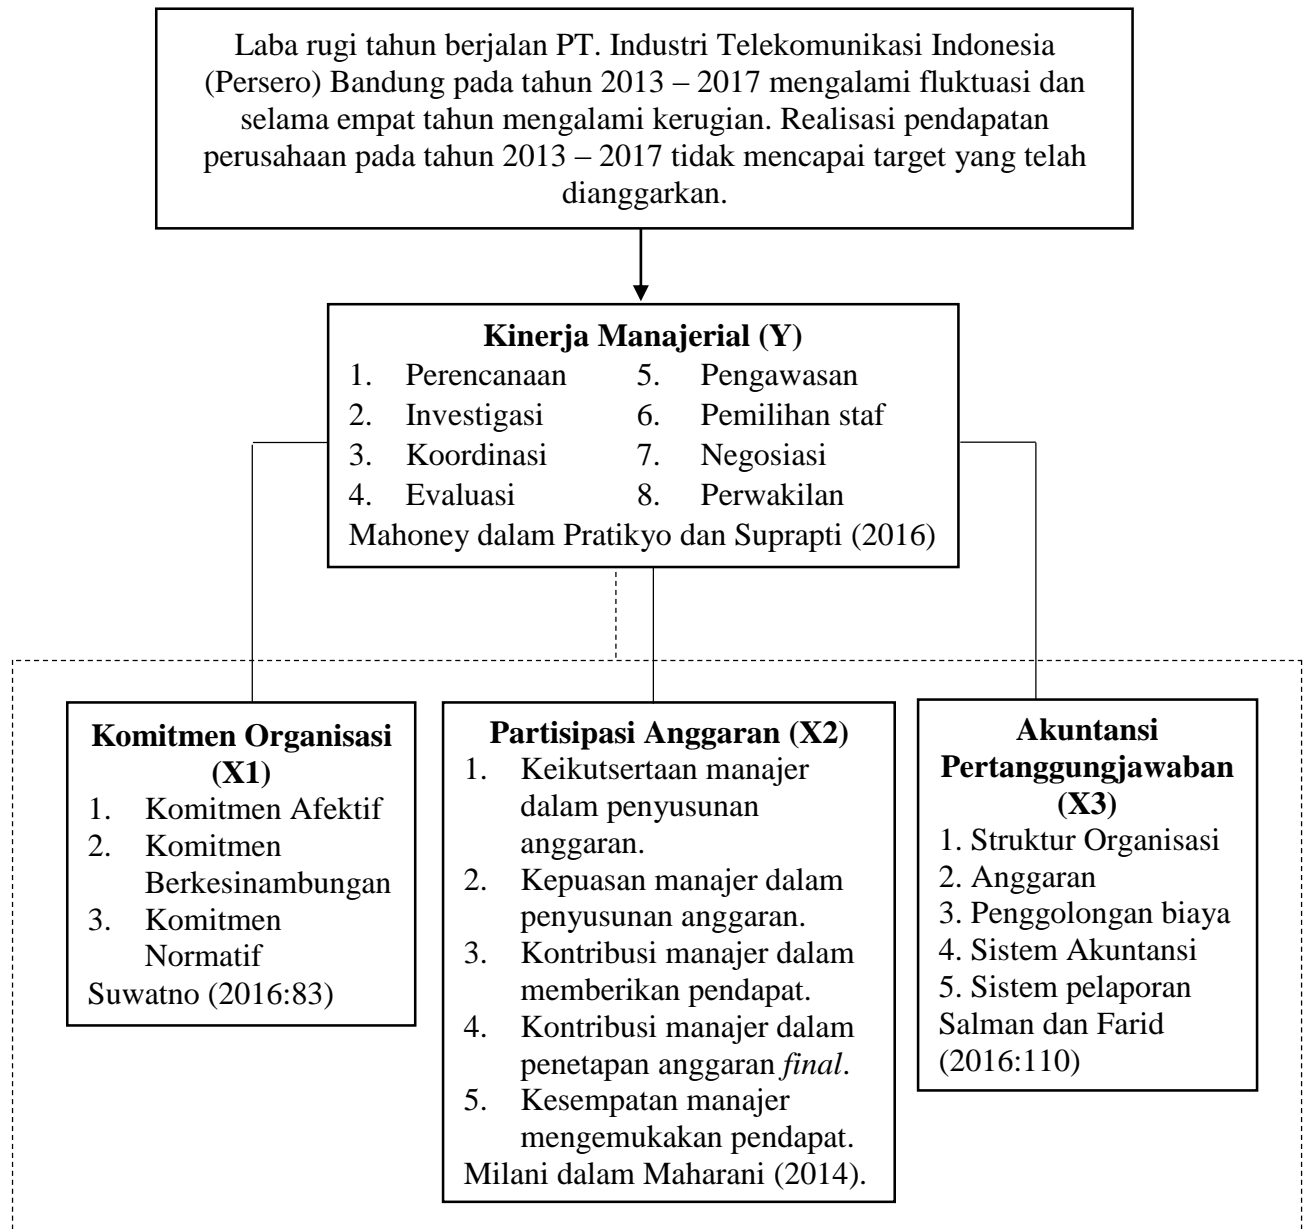 Laba rugi tahun berjalan PT. Industri Telekomunikasi Indonesia
(Persero) Bandung pada tahun 2013 – 2017 mengalami fluktuasi dan
selama empat tahun mengalami kerugian. Realisasi pendapatan
perusahaan pada tahun 2013 – 2017 tidak mencapai target yang telah
dianggarkan.
Kinerja Manajerial (Y)
1. Perencanaan 5. Pengawasan
2. Investigasi 6. Pemilihan staf
3. Koordinasi 7. Negosiasi
4. Evaluasi 8. Perwakilan
Mahoney dalam Pratikyo dan Suprapti (2016)
Komitmen Organisasi
(X1)
1. Komitmen Afektif
2. Komitmen
Berkesinambungan
3. Komitmen
Normatif
Suwatno (2016:83)
Partisipasi Anggaran (X2)
1. Keikutsertaan manajer
dalam penyusunan
anggaran.
2. Kepuasan manajer dalam
penyusunan anggaran.
3. Kontribusi manajer dalam
memberikan pendapat.
4. Kontribusi manajer dalam
penetapan anggaran final.
5. Kesempatan manajer
mengemukakan pendapat.
Milani dalam Maharani (2014).
Akuntansi
Pertanggungjawaban
(X3)
1. Struktur Organisasi
2. Anggaran
3. Penggolongan biaya
4. Sistem Akuntansi
5. Sistem pelaporan
Salman dan Farid
(2016:110)